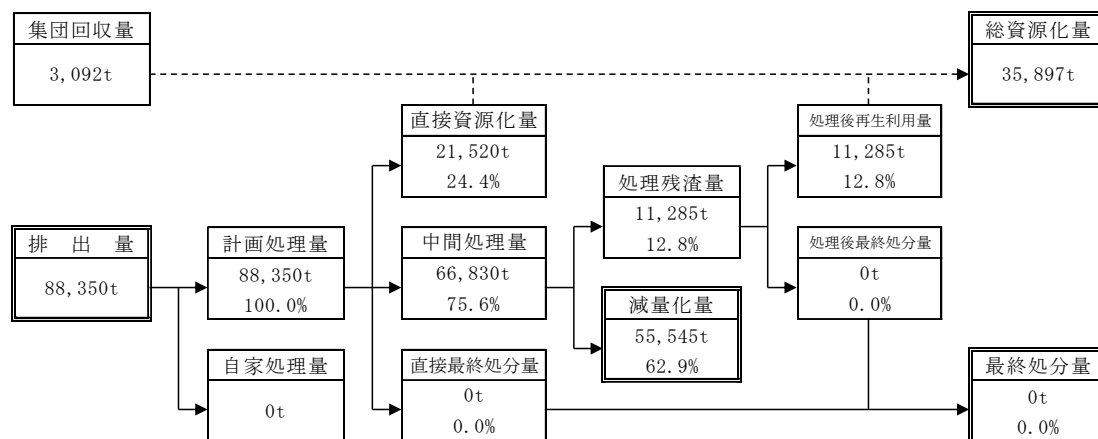 集団回収量
3,092t
総資源化量
35,897t
直接資源化量
21,520t
24.4%
処理後再生利用量
11,285t
12.8%
処理残渣量
11,285t
12.8%
排出量
88,350t
計画処理量
88,350t
100.0%
中間処理量
66,830t
75.6%
処理後最終処分量
0t
0.0%
減量化量
55,545t
62.9%
自家処理量
0t
直接最終処分量
0t
0.0%
最終処分量
0t
0.0%